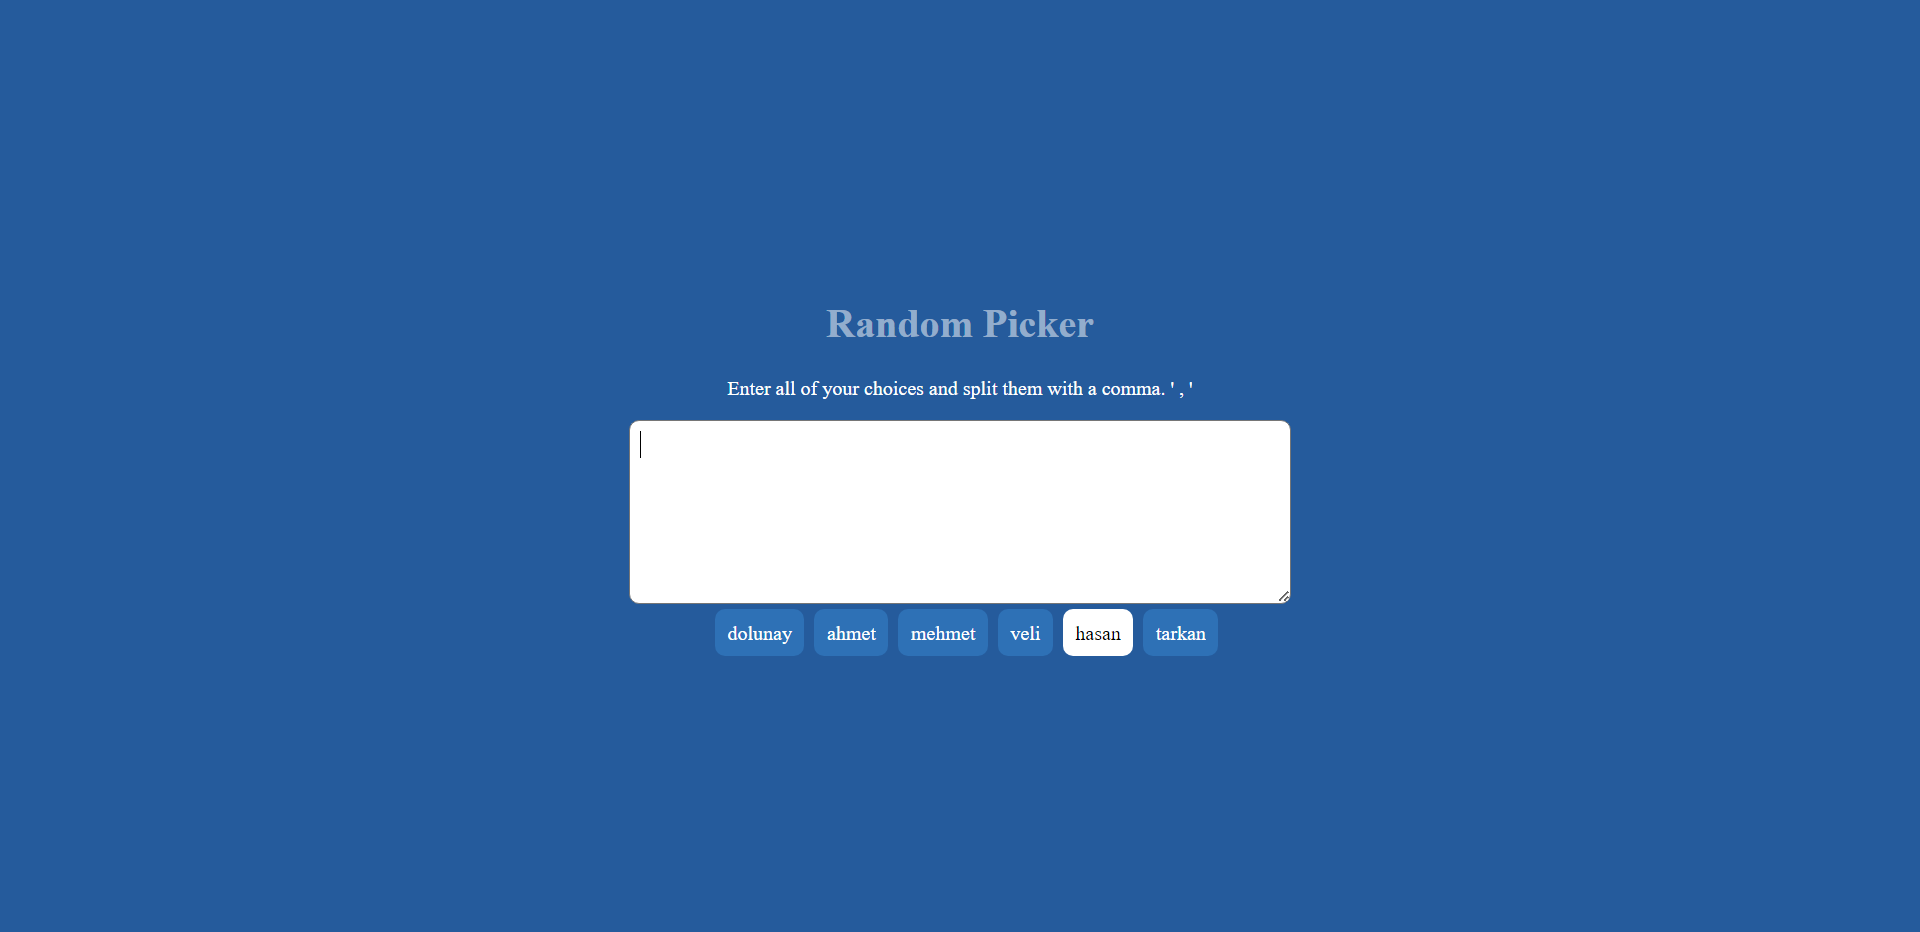 Random Picker
Enter all of your choices and split them with a comma. ' , '
dolunay ahmet mehmet veli hasan tarkan